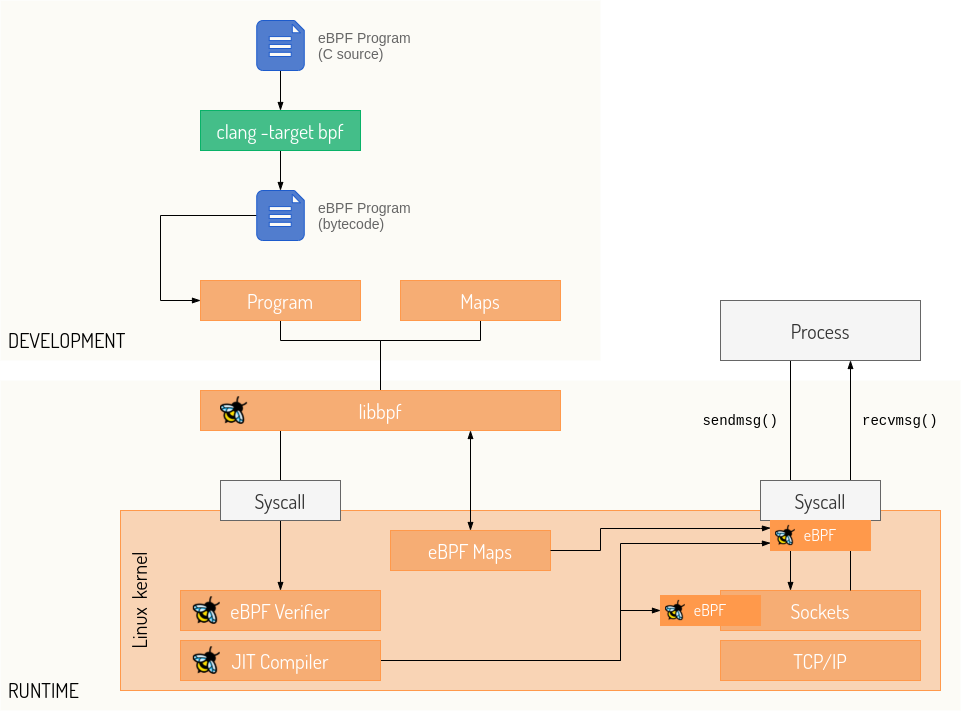 eBPF Program
(C source)
clang -target bpf
eBPF Program
(bytecode)
Program
Maps
DEVELOPMENT
Process
libbpf
sendmsg()
recvmsg()
Syscall
Syscall
eBPF
eBPF Maps
Linux kernel
eBPF Verifier
eBPF
Sockets
JIT Compiler
TCP/IP
RUNTIME